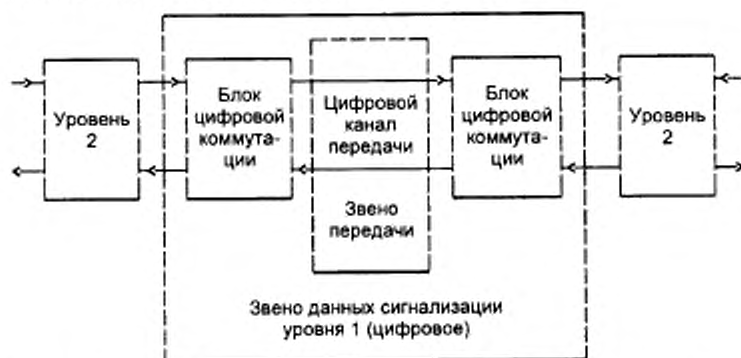 Уровень
2
Блок
цифровой
коммута-
ции
Цифровой
канал
передачи
Звено
передачи
Блок
цифровой
коммута-
ции
Уровень
2
Звено данных сигнализации
уровня 1 (цифровое)